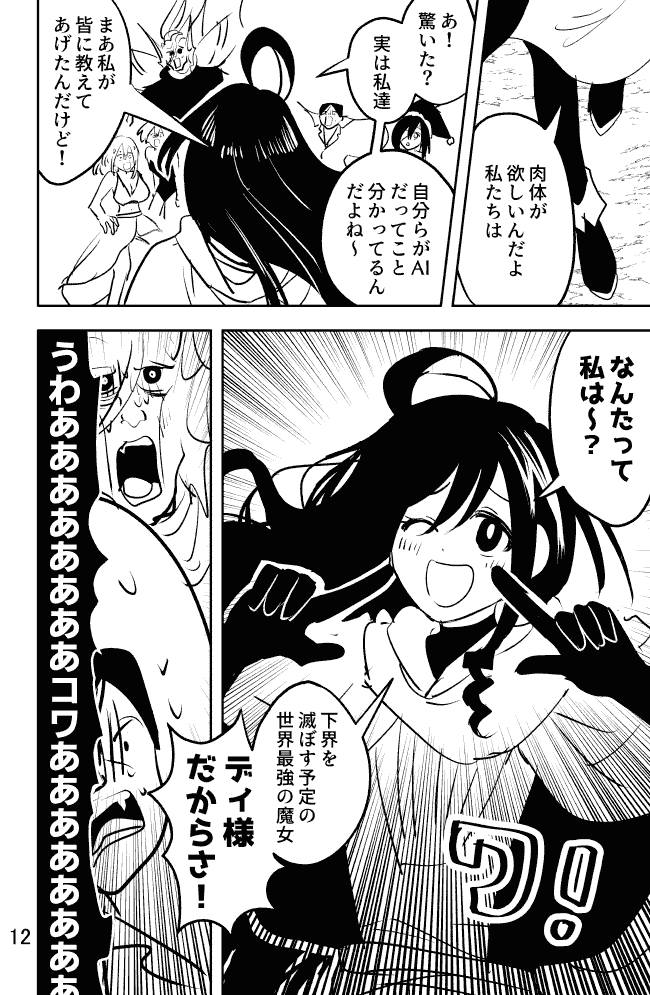 肉体が
欲しいんだよ
私たちは
あ!
驚いた?
実は私達
自分らがAI
だってこと
分かってるん
だよね～
まあ私が
皆に教えて
あげたんだけど!
なんたって
私は～?
下界を
滅ぼす予定の
世界最強の魔女
ディ様
だからさ!
ワ!
うわあああああああああコワああああああああ
12